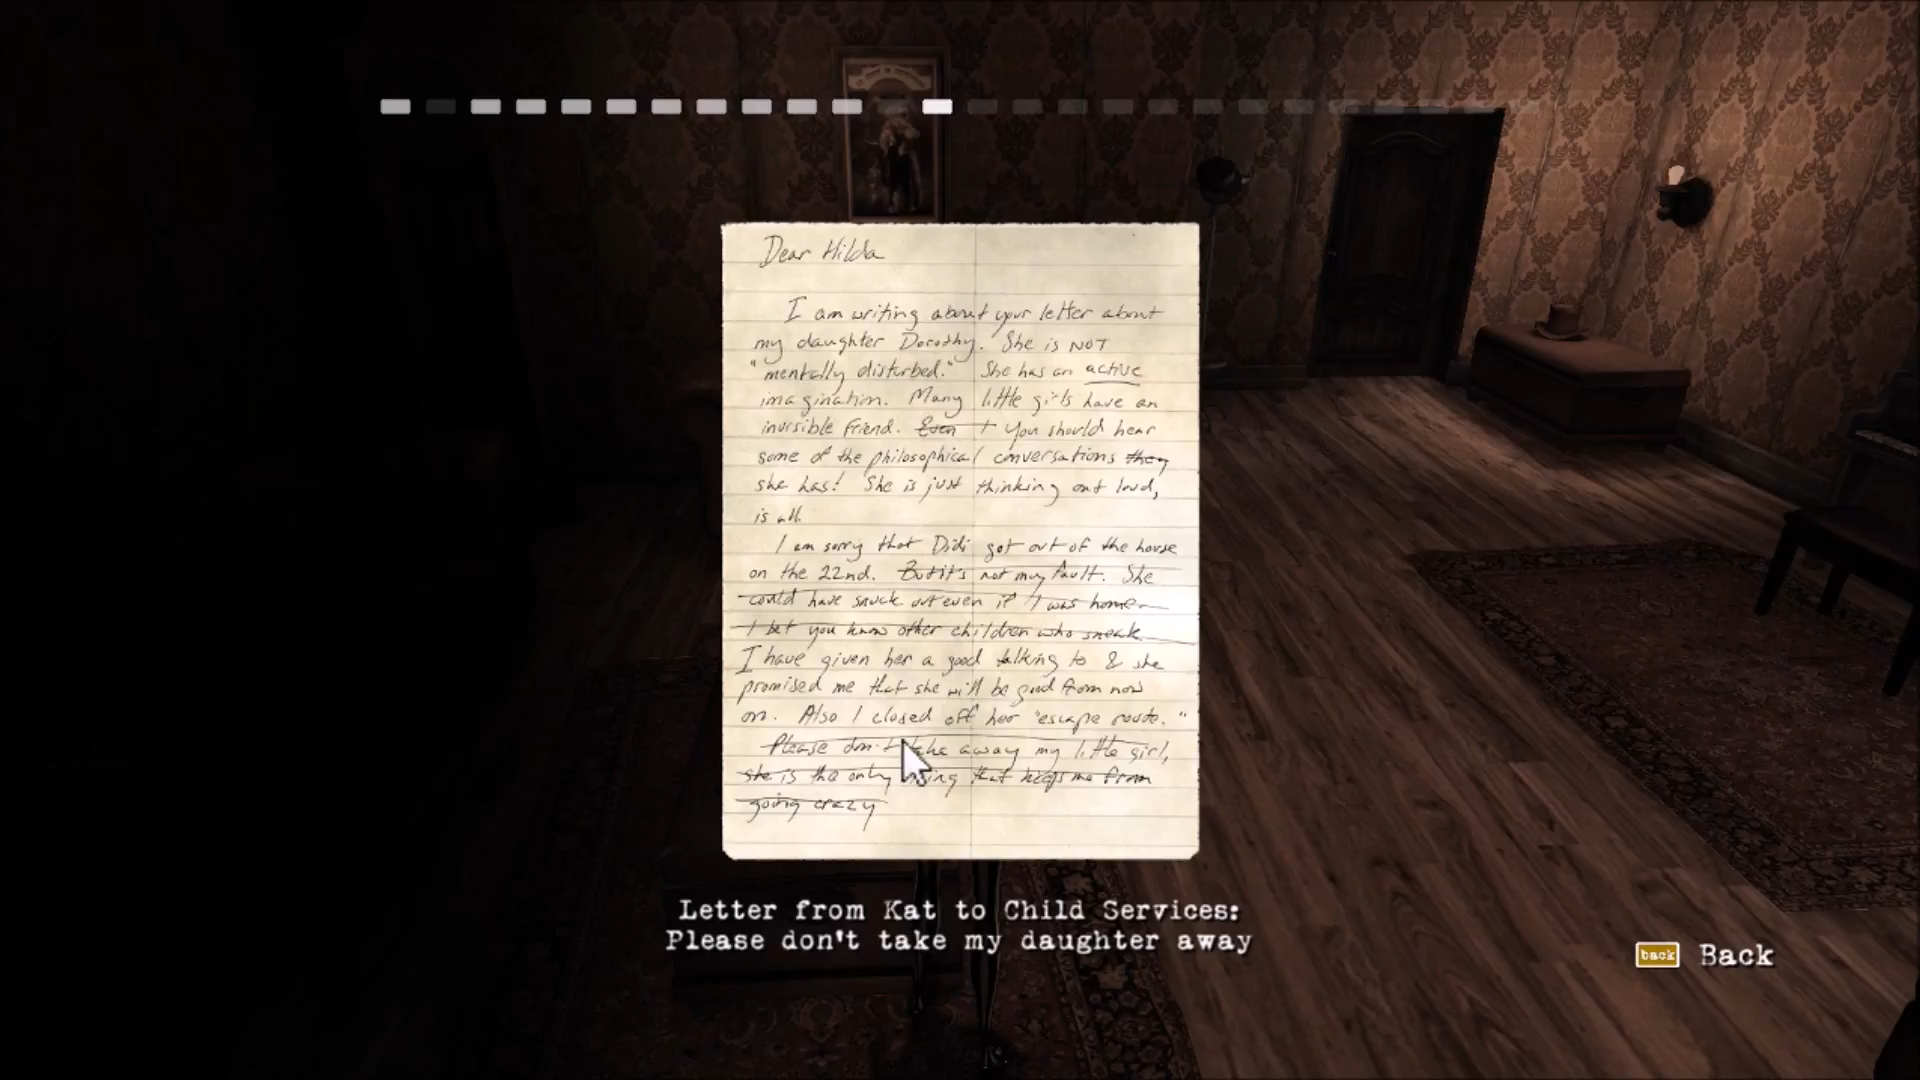 Dear Hilda
I am writing about your letter about
my daughter Dorothy. She is NOT
"mentally disturbed." She has an active
imagination. Many little girls have an
invisible friend. Even I You should hear
some of the philosophical conversations they
she has! She is just thinking out loud,
is all.
I am sorry that Didi got out of the house
on the 22nd. But it's not my fault. She
could have snuck out even if I was home
I bet you know other children who sneak
I have given her a good talking to & she
promised me that she will be good from now
on. Also I closed off her "escape route."
Please don't take away my little girl,
she is the only thing that keeps me from
going crazy
Letter from Kat to Child Services:
Please don't take my daughter away
back Back